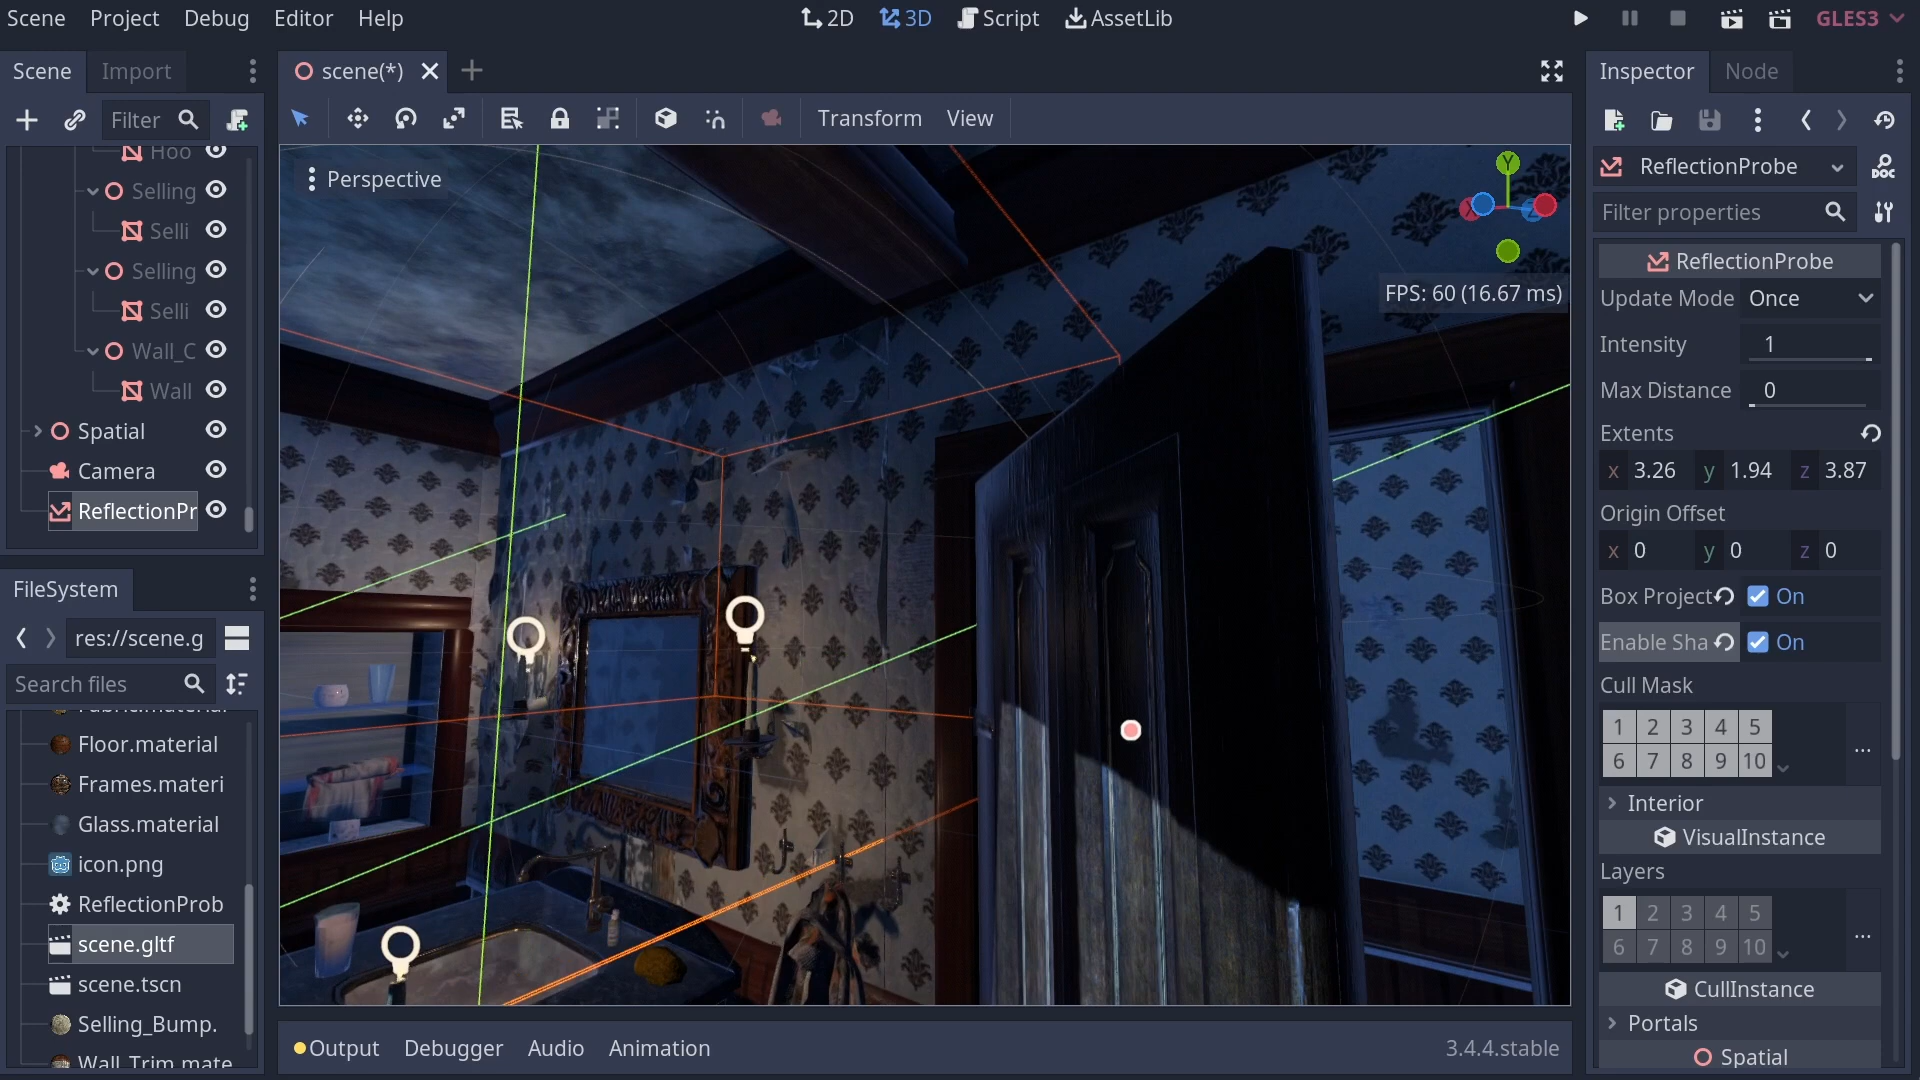 Scene Project Debug Editor Help
2D 3D Script AssetLib
GLES3
Scene Import
scene(*)
Inspector Node
Filter
Transform View
ReflectionProbe
DOC
Filter properties
Hoo
Selling
Selli
Selling
Selli
Wall_C
Wall
Spatial
Camera
ReflectionPr
Perspective
Y
X
Z
FPS: 60 (16.67 ms)
ReflectionProbe
Update Mode Once
Intensity 1
Max Distance 0
Extents
x 3.26 y 1.94 z 3.87
Origin Offset
x 0 y 0 z 0
Box Project On
Enable Sha On
Cull Mask
1 2 3 4 5
6 7 8 9 10
...
Interior
VisualInstance
Layers
1 2 3 4 5
6 7 8 9 10
...
CullInstance
Portals
Spatial
FileSystem
res://scene.g
Search files
Fabric.material
Floor.material
Frames.materi
Glass.material
icon.png
ReflectionProb
scene.gltf
scene.tscn
Selling_Bump.
Wall_Trim.mate
Output Debugger Audio Animation
3.4.4.stable